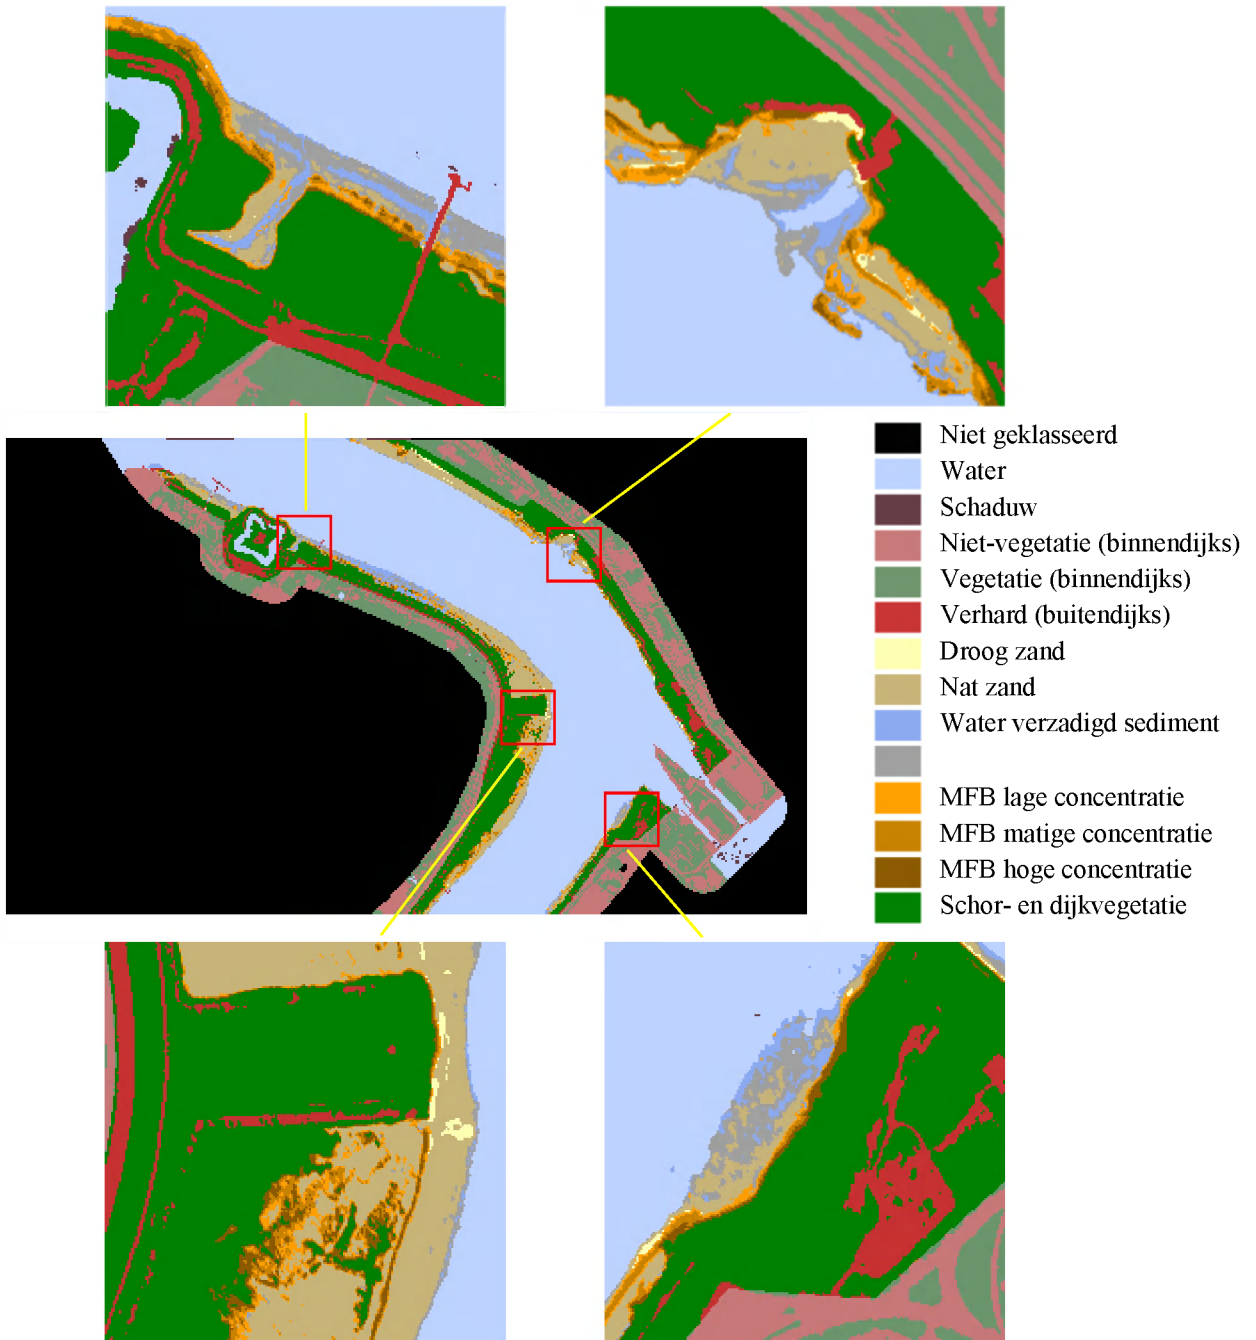 Niet geklasseerd
Water
Schaduw
Niet-vegetatie (binnendijks)
Vegetatie (binnendijks)
Verhard (buitendijks)
Droog zand
Nat zand
Water verzadigd sediment
MFB lage concentratie
MFB matige concentratie
MFB hoge concentratie
Schor- en dijkvegetatie